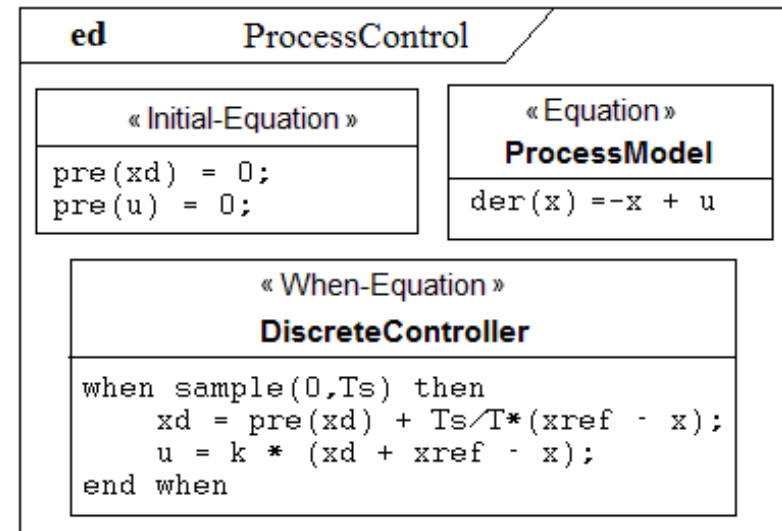 ed ProcessControl
« Initial-Equation »
pre(xd) = 0;
pre(u) = 0;
« Equation »
ProcessModel
der(x) =-x + u
« When-Equation »
DiscreteController
when sample(0,Ts) then
    xd = pre(xd) + Ts/T*(xref - x);
    u = k * (xd + xref - x);
end when